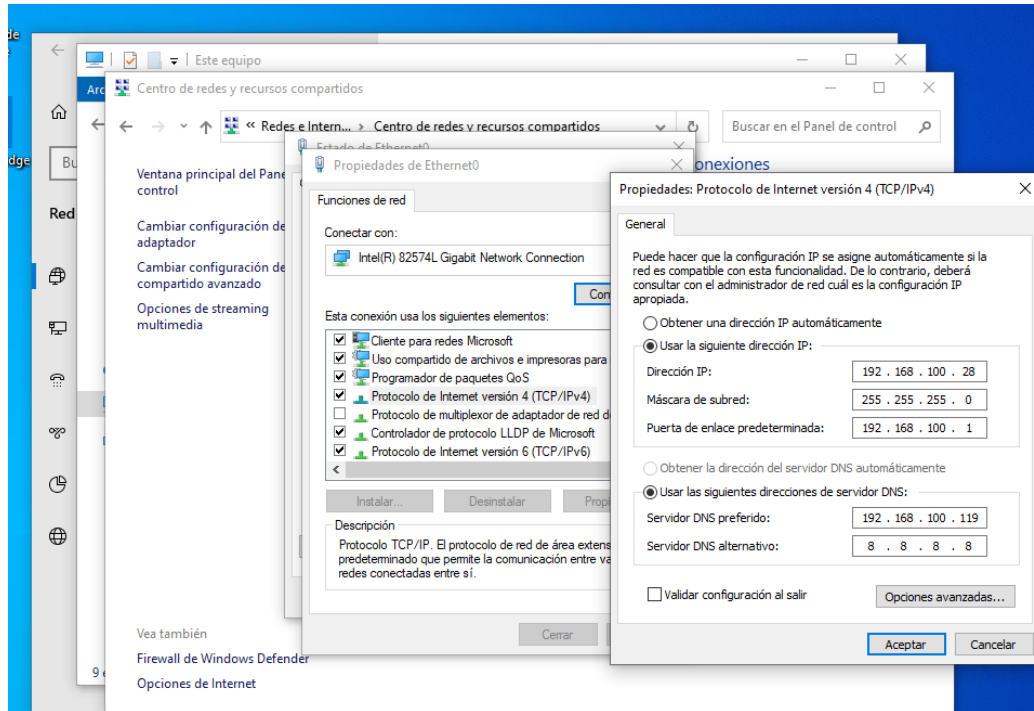 de
Este equipo
Arc
Centro de redes y recursos compartidos
« Redes e Intern... > Centro de redes y recursos compartidos
Buscar en el Panel de control
dge
Bu
Red
Ventana principal del Pane
control
Cambiar configuración de
adaptador
Cambiar configuración de
compartido avanzado
Opciones de streaming
multimedia
Vea también
Firewall de Windows Defender
Opciones de Internet
9 e
onexiones
Estado de Ethernet0
Propiedades de Ethernet0
Funciones de red
Conectar con:
Intel(R) 82574L Gigabit Network Connection
Con
Esta conexión usa los siguientes elementos:
Cliente para redes Microsoft
Uso compartido de archivos e impresoras para
Programador de paquetes QoS
Protocolo de Internet versión 4 (TCP/IPv4)
Protocolo de multiplexor de adaptador de red d
Controlador de protocolo LLDP de Microsoft
Protocolo de Internet versión 6 (TCP/IPv6)
Instalar...
Desinstalar
Propi
Descripción
Protocolo TCP/IP. El protocolo de red de área extens
predeterminado que permite la comunicación entre va
redes conectadas entre sí.
Cerrar
Propiedades: Protocolo de Internet versión 4 (TCP/IPv4)
General
Puede hacer que la configuración IP se asigne automáticamente si la
red es compatible con esta funcionalidad. De lo contrario, deberá
consultar con el administrador de red cuál es la configuración IP
apropiada.
Obtener una dirección IP automáticamente
Usar la siguiente dirección IP:
Dirección IP: 192 . 168 . 100 . 28
Máscara de subred: 255 . 255 . 255 . 0
Puerta de enlace predeterminada: 192 . 168 . 100 . 1
Obtener la dirección del servidor DNS automáticamente
Usar las siguientes direcciones de servidor DNS:
Servidor DNS preferido: 192 . 168 . 100 . 119
Servidor DNS alternativo: 8 . 8 . 8 . 8
Validar configuración al salir
Opciones avanzadas...
Aceptar
Cancelar